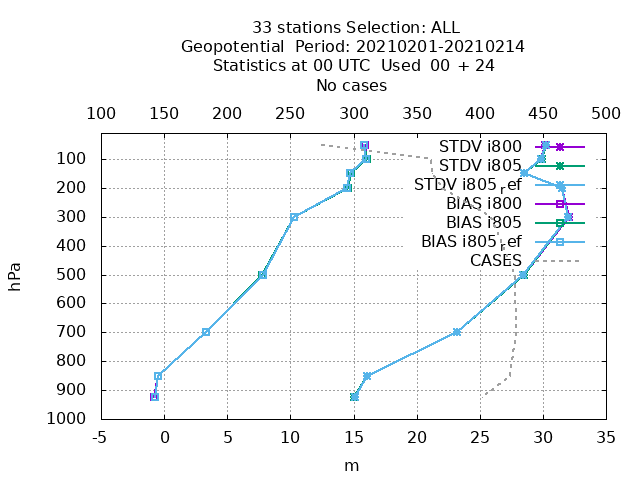 33 stations Selection: ALL
Geopotential  Period: 20210201-20210214
Statistics at 00 UTC  Used  00 + 24
No cases
100 150 200 250 300 350 400 450 500
STDV i800
STDV i805
STDV i805ref
BIAS i800
BIAS i805
BIAS i805ref
CASES
hPa
100
200
300
400
500
600
700
800
900
1000
-5 0 5 10 15 20 25 30 35
m